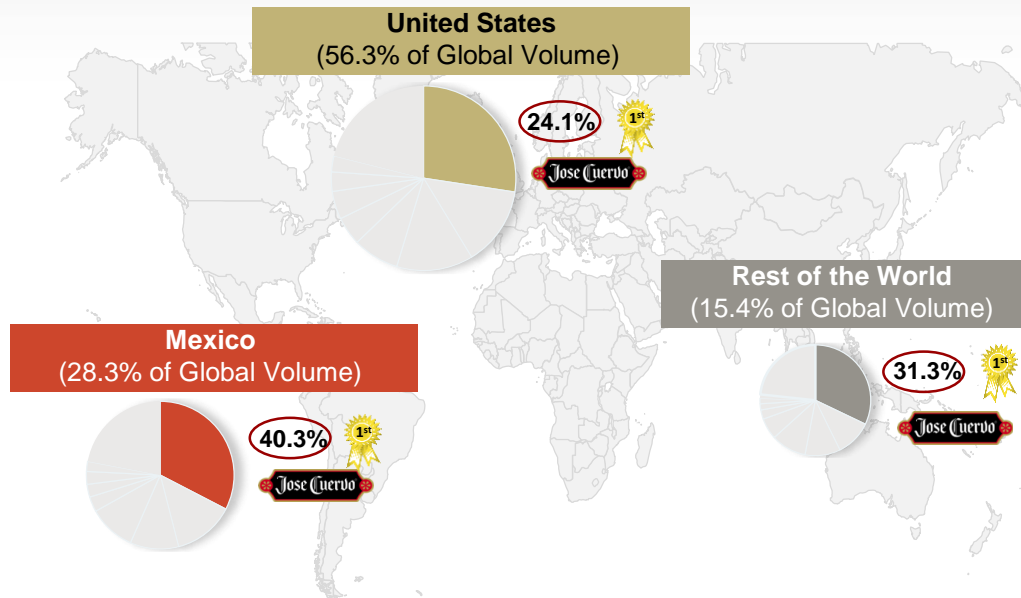 United States
(56.3% of Global Volume)
24.1%
1st
Jose Cuervo
Rest of the World
(15.4% of Global Volume)
31.3%
1st
Jose Cuervo
Mexico
(28.3% of Global Volume)
40.3%
1st
Jose Cuervo